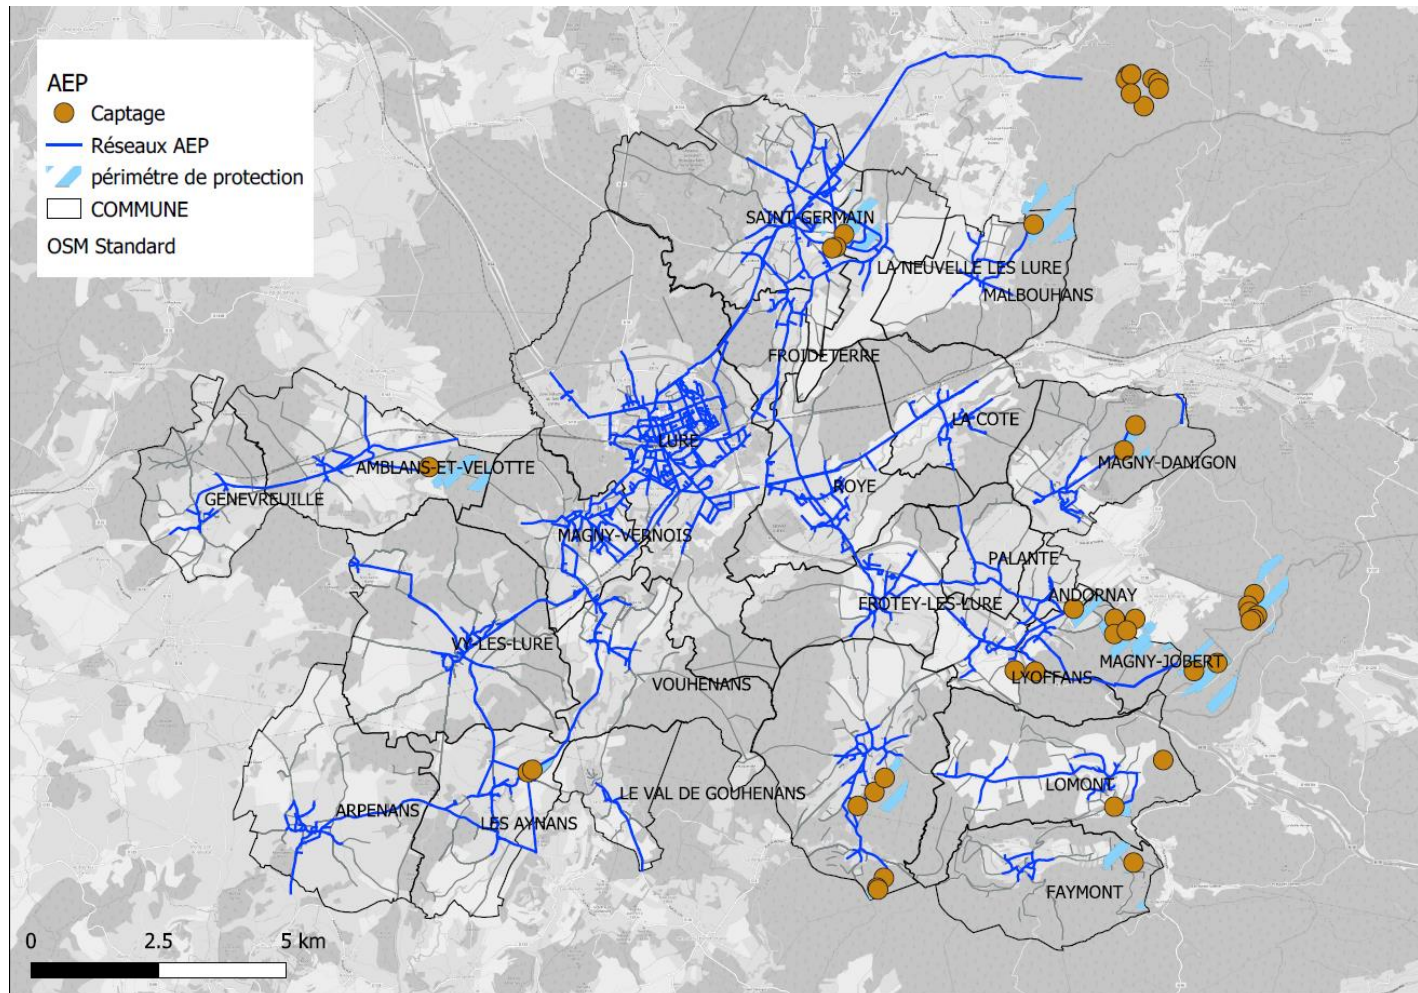 AEP
Captage
Réseaux AEP
périmétre de protection
COMMUNE
OSM Standard
SAINT-GERMAIN
LA NEUVELLE LES LURE
MALBOUHANS
FROIDETERRE
LA COTE
LURE
AMBLANS-ET-VELOTTE
MAGNY-DANIGON
GENEVREUILLE
ROYE
MAGNY-VERNOIS
PALANTE
ANDORNAY
FROTEY-LES-LURE
VY-LES-LURE
MAGNY-JOBERT
LYOFFANS
VOUHENANS
LOMONT
LE VAL DE GOUHENANS
ARPENANS
LES AYNANS
FAYMONT
0 2.5 5 km